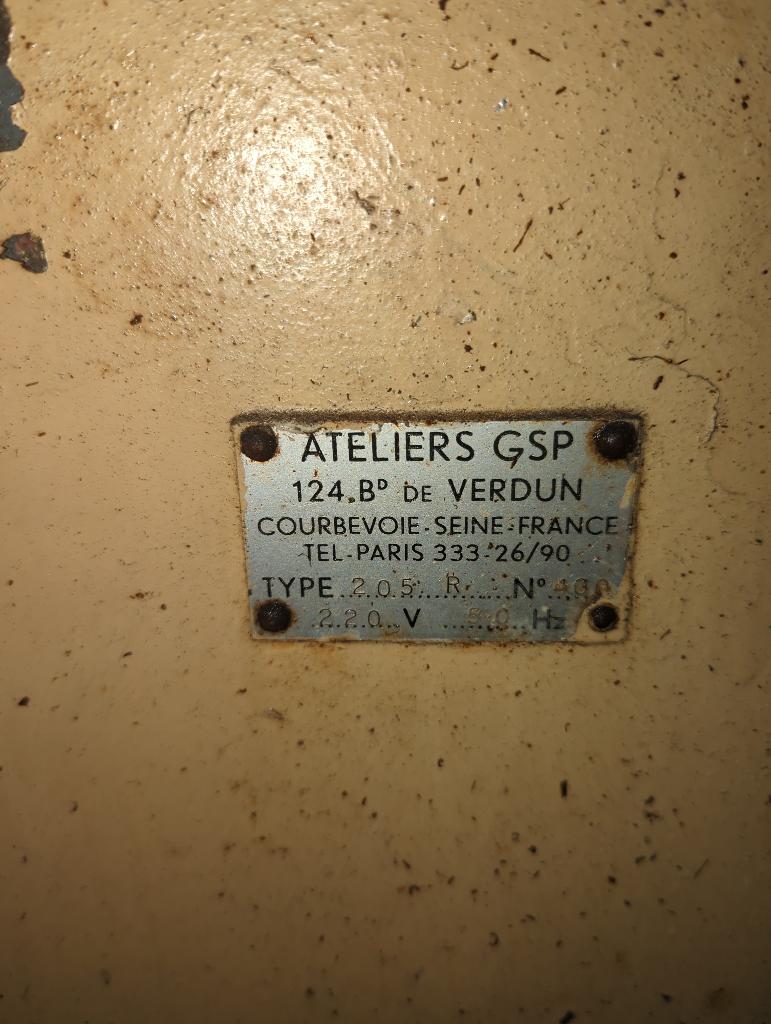 ATELIERS GSP
124.Bᴰ DE VERDUN
COURBEVOIE-SEINE-FRANCE
TEL-PARIS 333-26/90
TYPE 205 R Nº
220 V 50 Hz